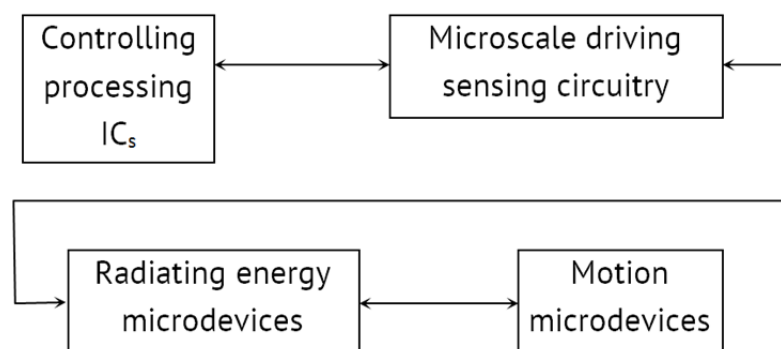 Controlling
processing
ICs
Microscale driving
sensing circuitry
Radiating energy
microdevices
Motion
microdevices